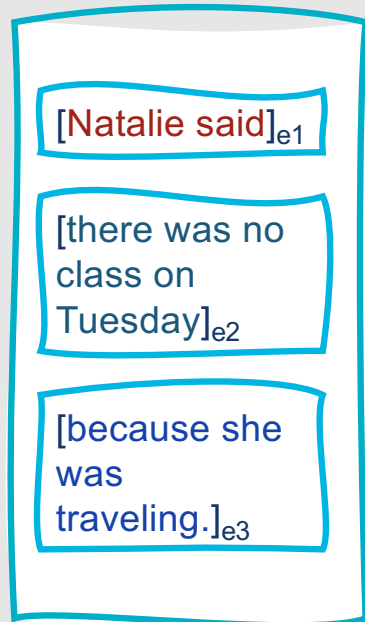 [Natalie said]e1
[there was no
class on
Tuesday]e2
[because she
was
traveling.]e3